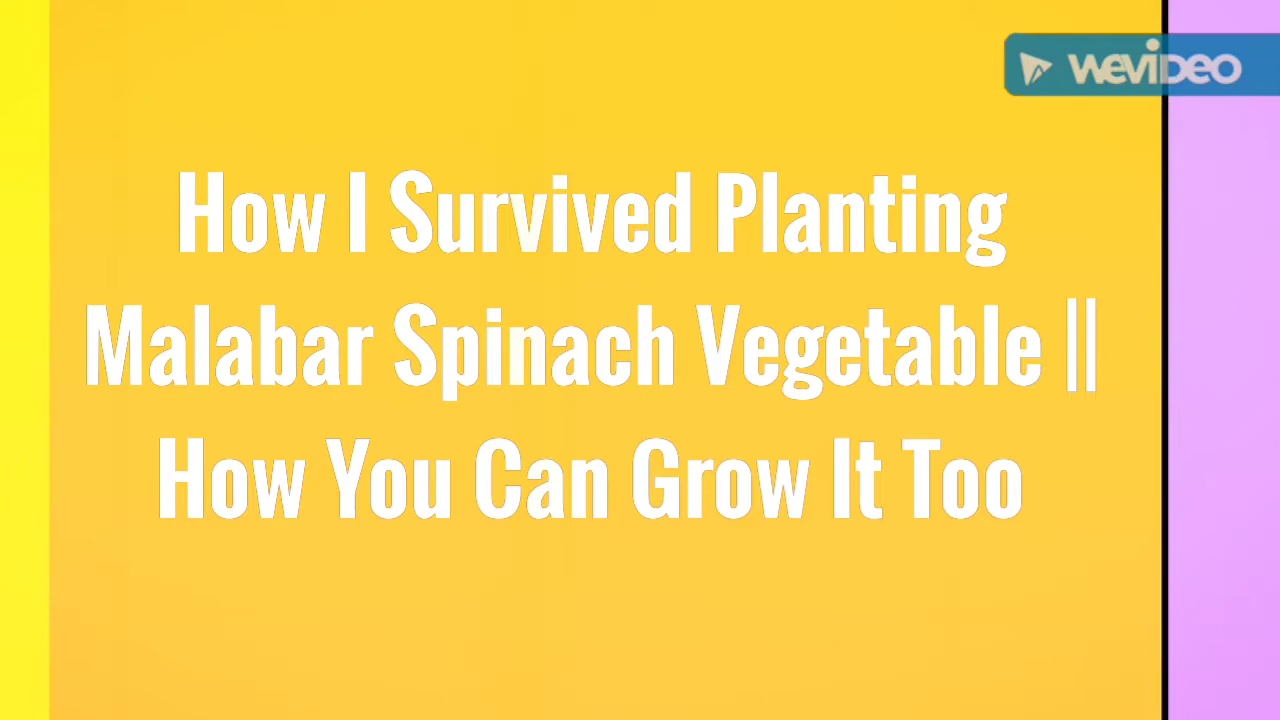 WEVIDEO
How I Survived Planting
Malabar Spinach Vegetable ||
How You Can Grow It Too